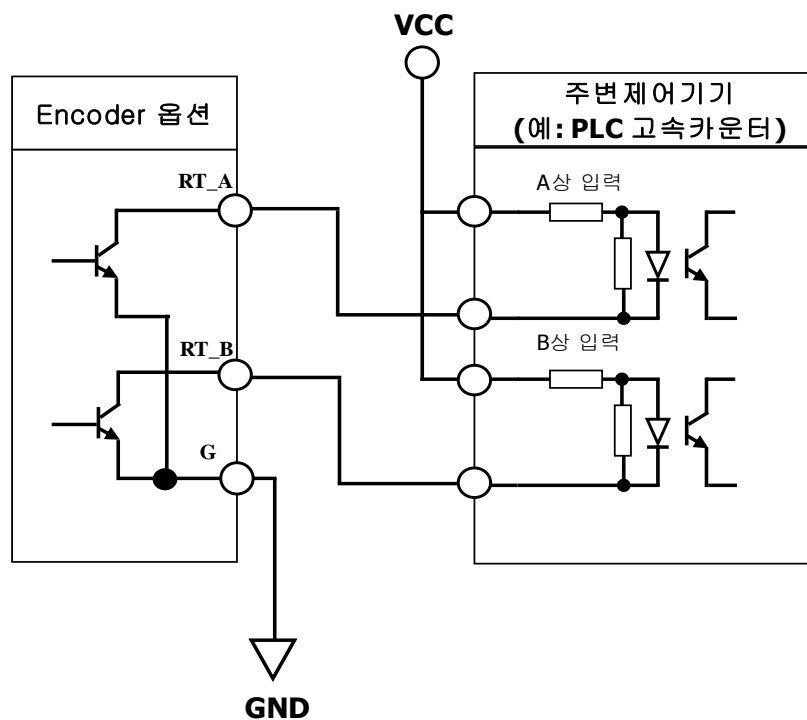 VCC
Encoder 옵션
주변제어기기
(예: PLC 고속카운터)
RT_A
A상 입력
RT_B
B상 입력
G
GND